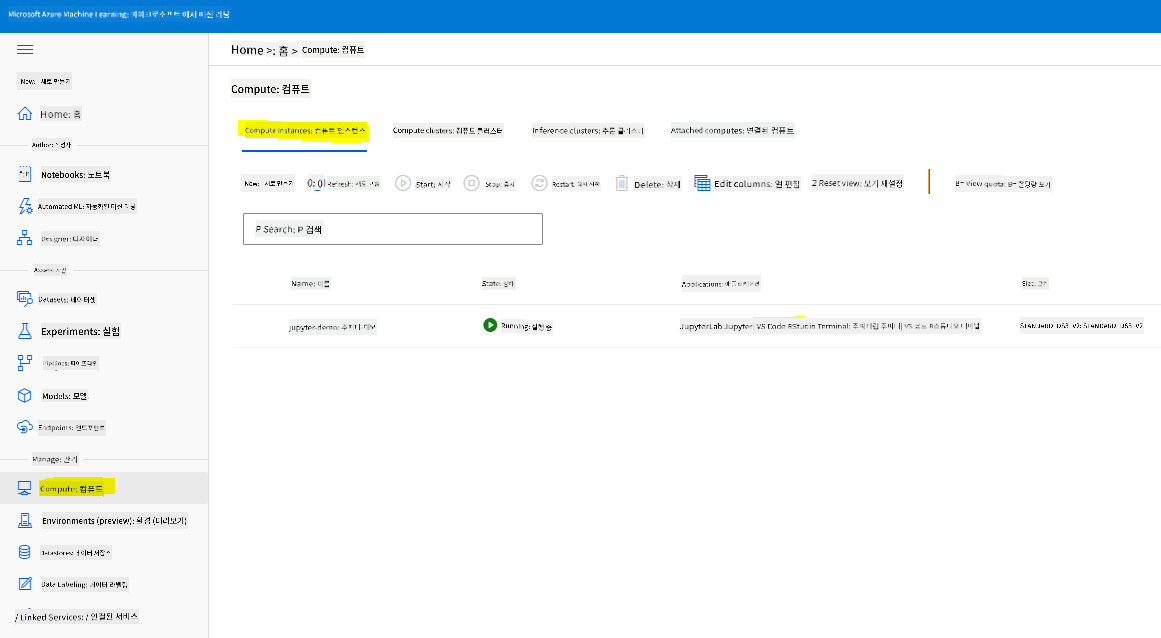 Microsoft Azure Machine Learning: 마이크로소프트 애저 머신 러닝
Home >: 홈 > Compute: 컴퓨트
New: 새로 만들기
Compute: 컴퓨트
Home: 홈
Compute instances: 컴퓨트 인스턴스
Compute clusters: 컴퓨트 클러스터
Inference clusters: 추론 클러스터
Attached computes: 연결된 컴퓨트
Author: 작성자
Notebooks: 노트북
New: 새로 만들기
Refresh: 새로 고침
Start: 시작
Stop: 중지
Restart: 다시 시작
Delete: 삭제
Edit columns: 열 편집
2 Reset view: 보기 재설정
B= View quota: B= 할당량 보기
Automated ML: 자동화된 머신 러닝
Designer: 디자이너
P Search: P 검색
Assets: 자산
Datasets: 데이터셋
Name: 이름
State: 상태
Applications: 애플리케이션
Size: 크기
Experiments: 실험
jupyter-demo: 주피터-데모
Running: 실행 중
JupyterLab Jupyter VS Code RStudio Terminal: 주피터랩 주피터 VS 코드 R스튜디오 터미널
STANDARD_DS3_V2: STANDARD_DS3_V2
Pipelines: 파이프라인
Models: 모델
Endpoints: 엔드포인트
Manage: 관리
Compute: 컴퓨트
Environments (preview): 환경 (미리보기)
Datastores: 데이터 저장소
Data Labeling: 데이터 라벨링
/ Linked Services: / 연결된 서비스